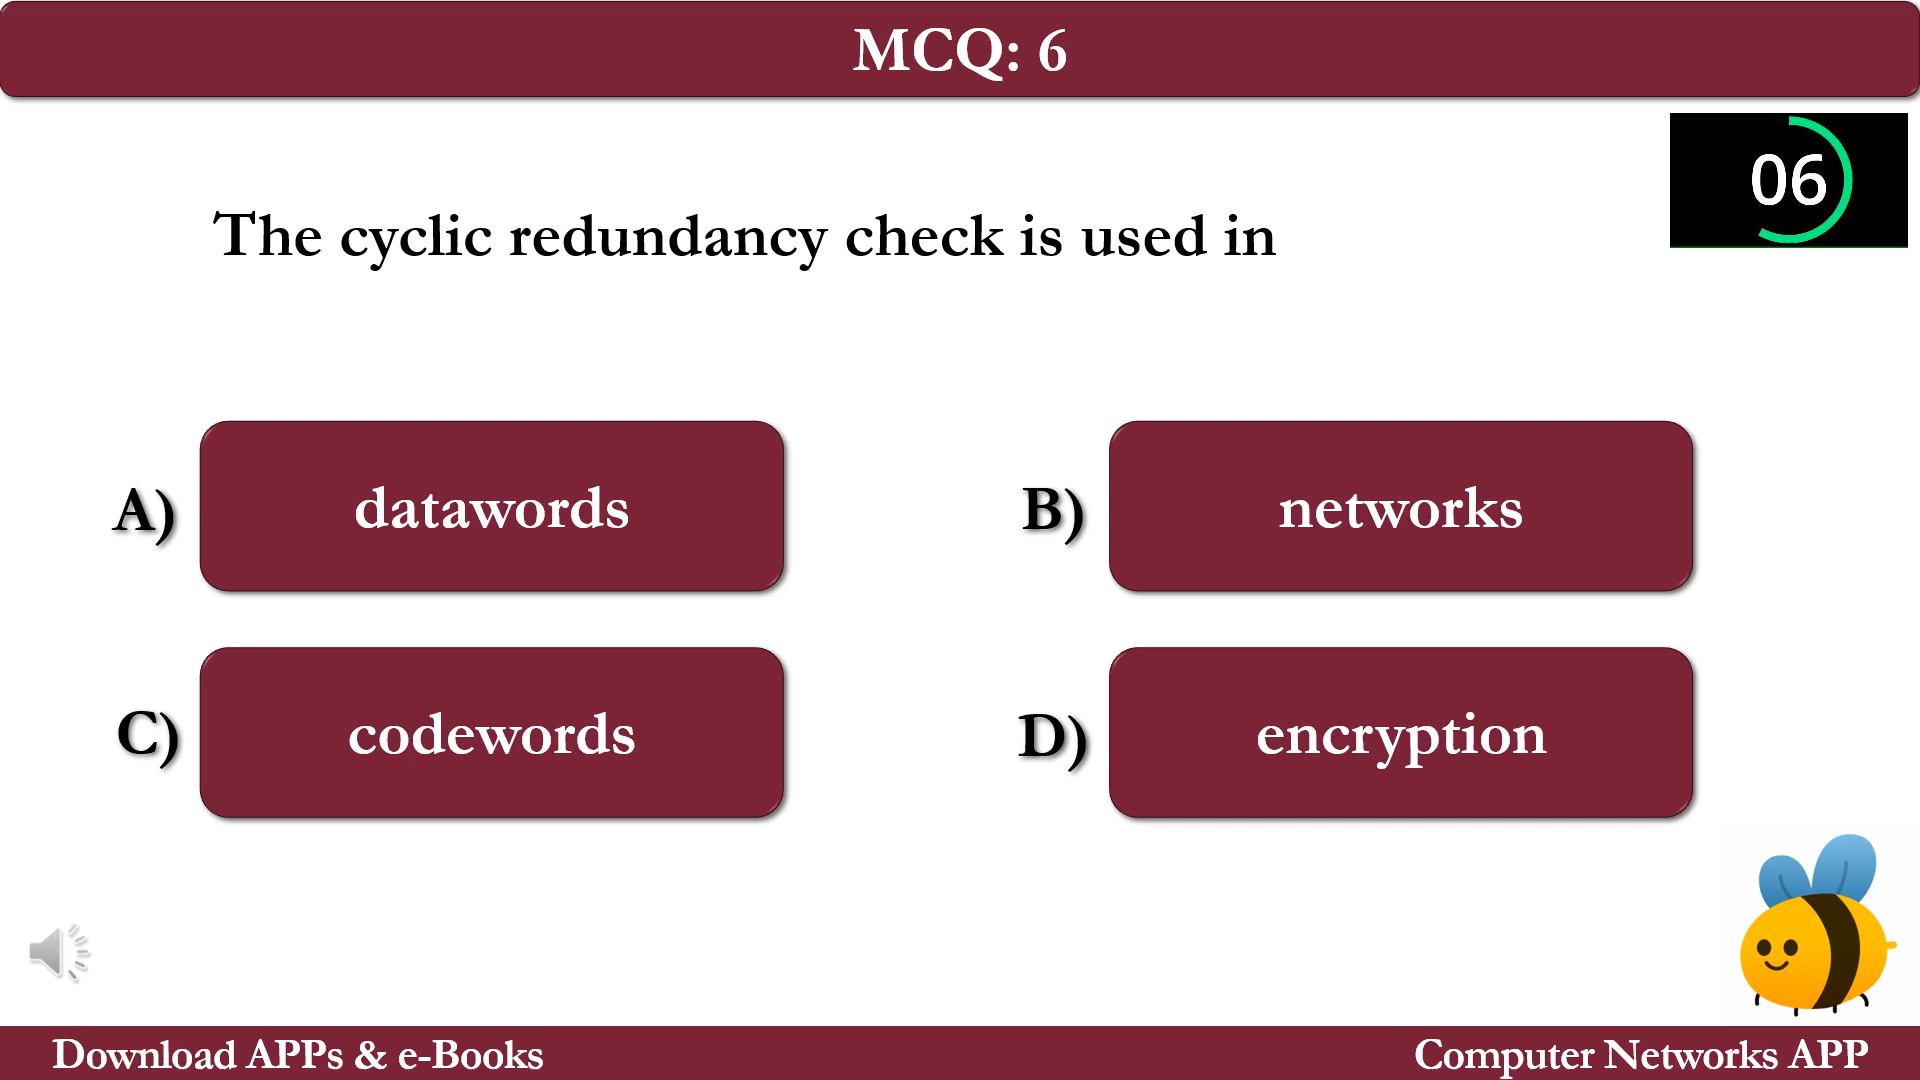 MCQ: 6
06
The cyclic redundancy check is used in
A) datawords
B) networks
C) codewords
D) encryption
Download APPs & e-Books
Computer Networks APP